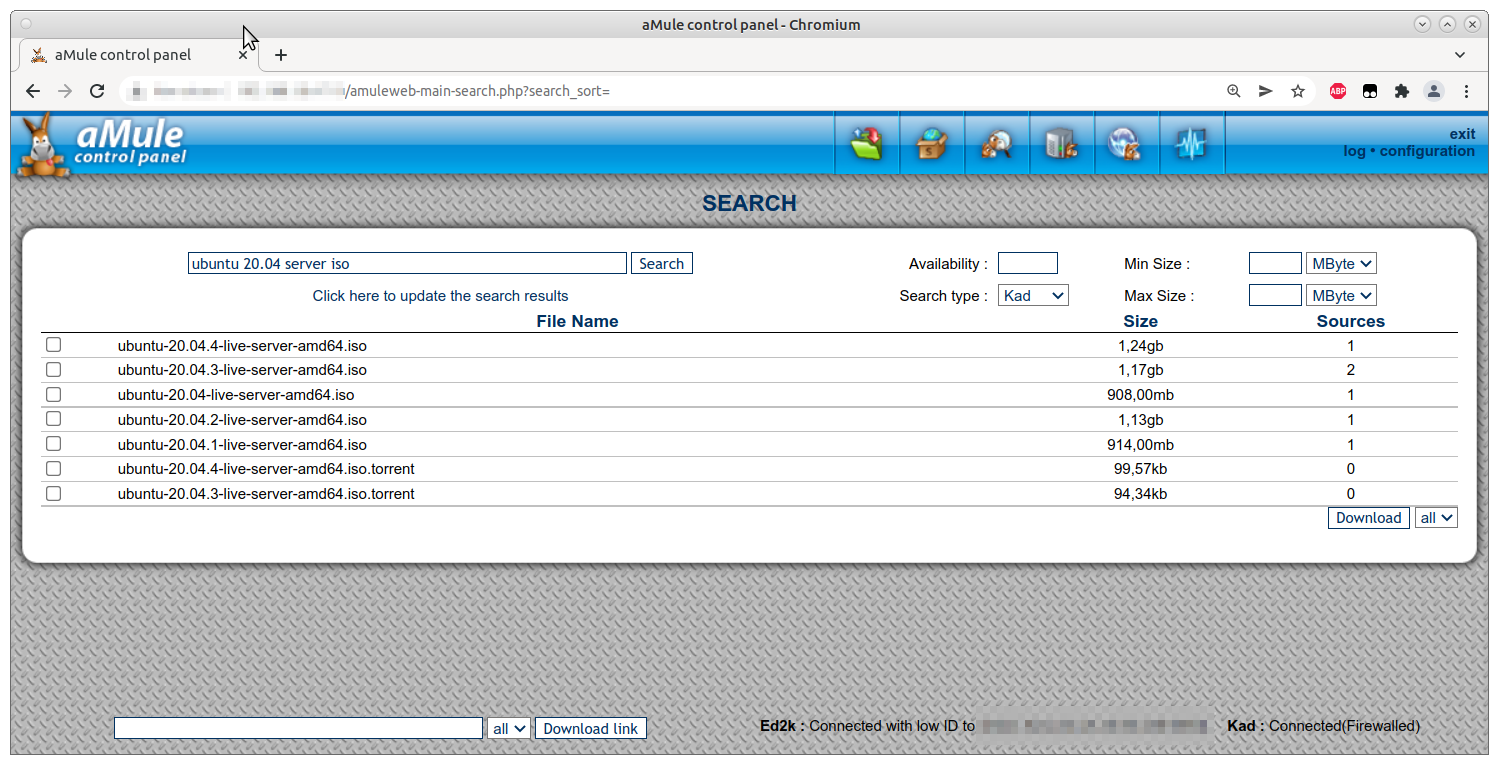 aMule control panel - Chromium
aMule control panel
/amuleweb-main-search.php?search_sort=
ABP
aMule
control panel
exit
log • configuration
SEARCH
ubuntu 20.04 server iso Search Availability : Min Size : MByte
Click here to update the search results Search type : Kad Max Size : MByte
File Name Size Sources
ubuntu-20.04.4-live-server-amd64.iso 1,24gb 1
ubuntu-20.04.3-live-server-amd64.iso 1,17gb 2
ubuntu-20.04-live-server-amd64.iso 908,00mb 1
ubuntu-20.04.2-live-server-amd64.iso 1,13gb 1
ubuntu-20.04.1-live-server-amd64.iso 914,00mb 1
ubuntu-20.04.4-live-server-amd64.iso.torrent 99,57kb 0
ubuntu-20.04.3-live-server-amd64.iso.torrent 94,34kb 0
Download all
all Download link Ed2k : Connected with low ID to Kad : Connected(Firewalled)